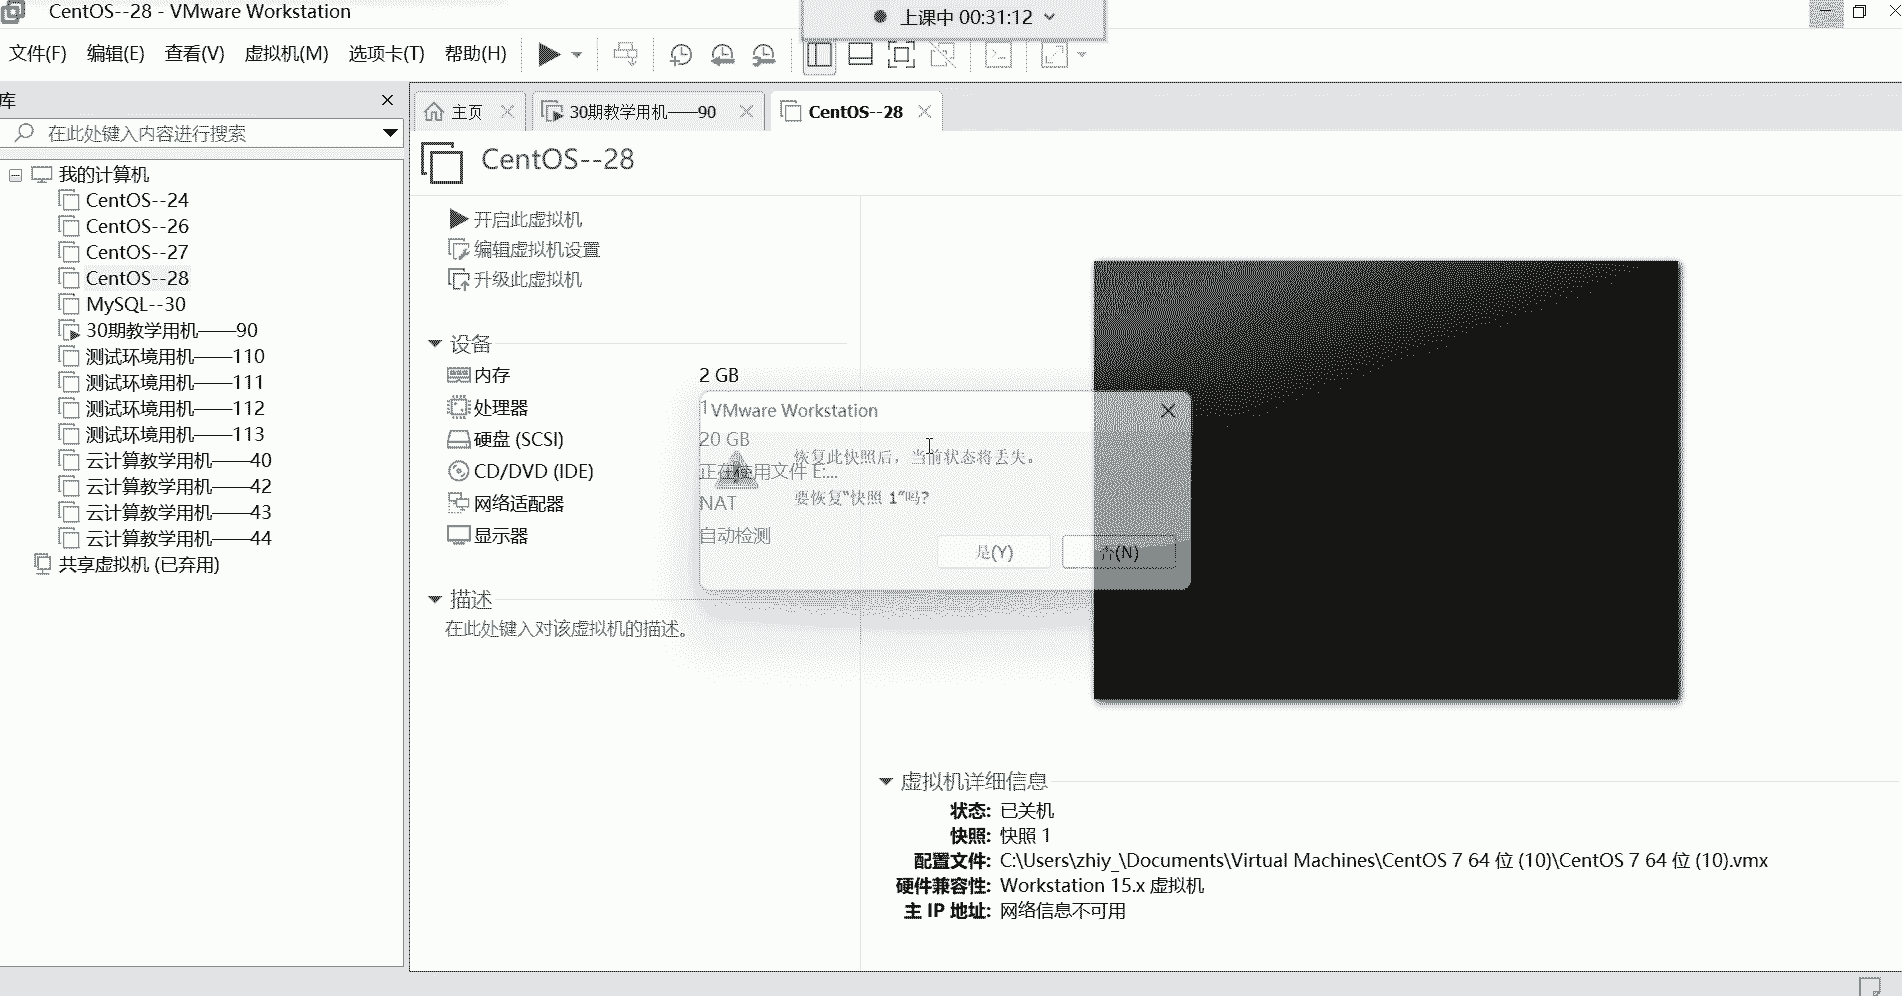 CentOS--28 - VMware Workstation
上课中 00:31:12
文件(F) 编辑(E) 查看(V) 虚拟机(M) 选项卡(T) 帮助(H)
库
在此处键入内容进行搜索
我的计算机
CentOS--24
CentOS--26
CentOS--27
CentOS--28
MySQL--30
30期教学用机——90
测试环境用机——110
测试环境用机——111
测试环境用机——112
测试环境用机——113
云计算教学用机——40
云计算教学用机——42
云计算教学用机——43
云计算教学用机——44
共享虚拟机 (已弃用)
主页 30期教学用机——90 CentOS--28
CentOS--28
开启此虚拟机
编辑虚拟机设置
升级此虚拟机
设备
内存 2 GB
处理器 1
硬盘 (SCSI) 20 GB
CD/DVD (IDE) 正在使用文件 E:...
网络适配器 NAT
显示器 自动检测
描述
在此处键入对该虚拟机的描述。
VMware Workstation
恢复此快照后，当前状态将丢失。
要恢复“快照 1”吗?
是(Y) 否(N)
虚拟机详细信息
状态: 已关机
快照: 快照 1
配置文件: C:\Users\zhiy_\Documents\Virtual Machines\CentOS 7 64 位 (10)\CentOS 7 64 位 (10).vmx
硬件兼容性: Workstation 15.x 虚拟机
主 IP 地址: 网络信息不可用